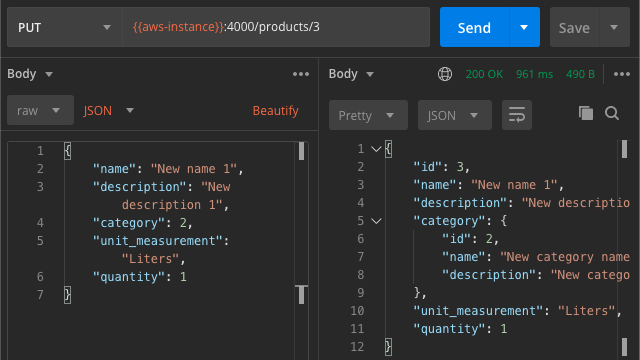 PUT {{aws-instance}}:4000/products/3 Send Save
Body
raw JSON Beautify
1 {
2 "name": "New name 1",
3 "description": "New
description 1",
4 "category": 2,
5 "unit_measurement":
"Liters",
6 "quantity": 1
7 }
Body 200 OK 961 ms 490 B
Pretty JSON
1 {
2 "id": 3,
3 "name": "New name 1",
4 "description": "New descriptio
5 "category": {
6 "id": 2,
7 "name": "New category name
8 "description": "New catego
9 },
10 "unit_measurement": "Liters",
11 "quantity": 1
12 }